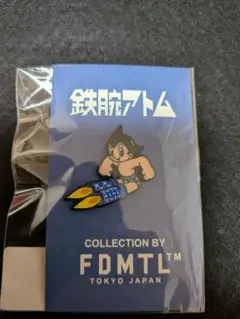 鉄腕アトム
COLLECTION BY
FDMTL™
TOKYO JAPAN